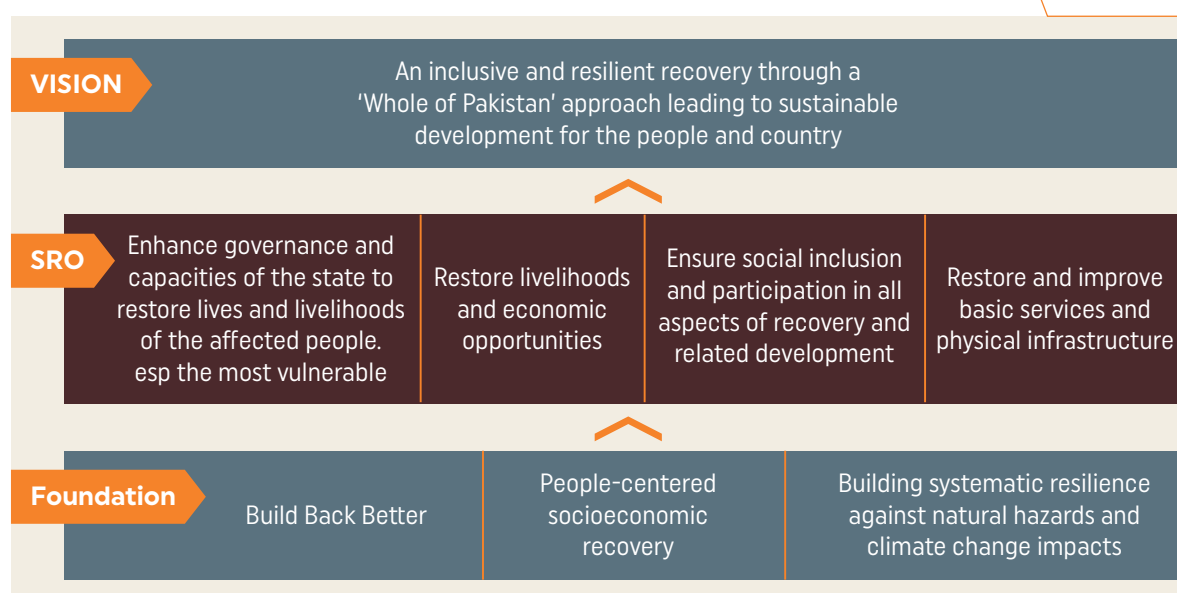 VISION
An inclusive and resilient recovery through a
‘Whole of Pakistan’ approach leading to sustainable
development for the people and country
SRO
Enhance governance and
capacities of the state to
restore lives and livelihoods
of the affected people.
esp the most vulnerable
Restore livelihoods
and economic
opportunities
Ensure social inclusion
and participation in all
aspects of recovery and
related development
Restore and improve
basic services and
physical infrastructure
Foundation
Build Back Better
People-centered
socioeconomic
recovery
Building systematic resilience
against natural hazards and
climate change impacts